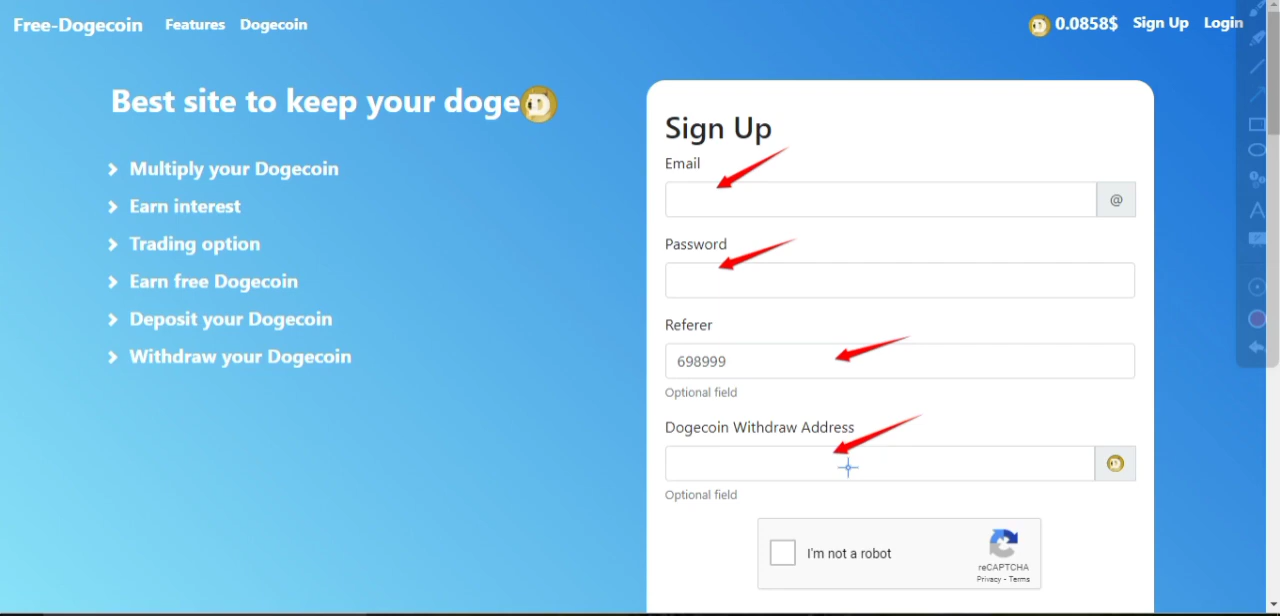 Free-Dogecoin Features Dogecoin 0.0858$ Sign Up Login
Best site to keep your doge
Multiply your Dogecoin
Earn interest
Trading option
Earn free Dogecoin
Deposit your Dogecoin
Withdraw your Dogecoin
Sign Up
Email
@
Password
Referer
698999
Optional field
Dogecoin Withdraw Address
Optional field
I'm not a robot
reCAPTCHA
Privacy - Terms